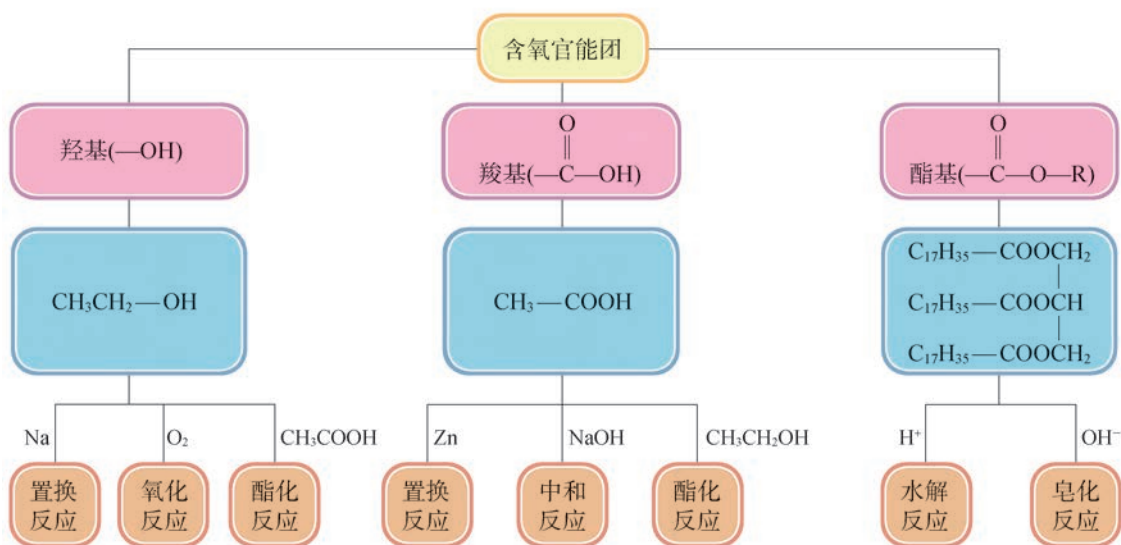 含氧官能团
羟基(—OH)
O
羧基(—C—OH)
O
酯基(—C—O—R)
CH₃CH₂—OH
CH₃—COOH
C₁₇H₃₅—COOCH₂
C₁₇H₃₅—COOCH
C₁₇H₃₅—COOCH₂
Na
O₂
CH₃COOH
Zn
NaOH
CH₃CH₂OH
H⁺
OH⁻
置换
反应
氧化
反应
酯化
反应
置换
反应
中和
反应
酯化
反应
水解
反应
皂化
反应